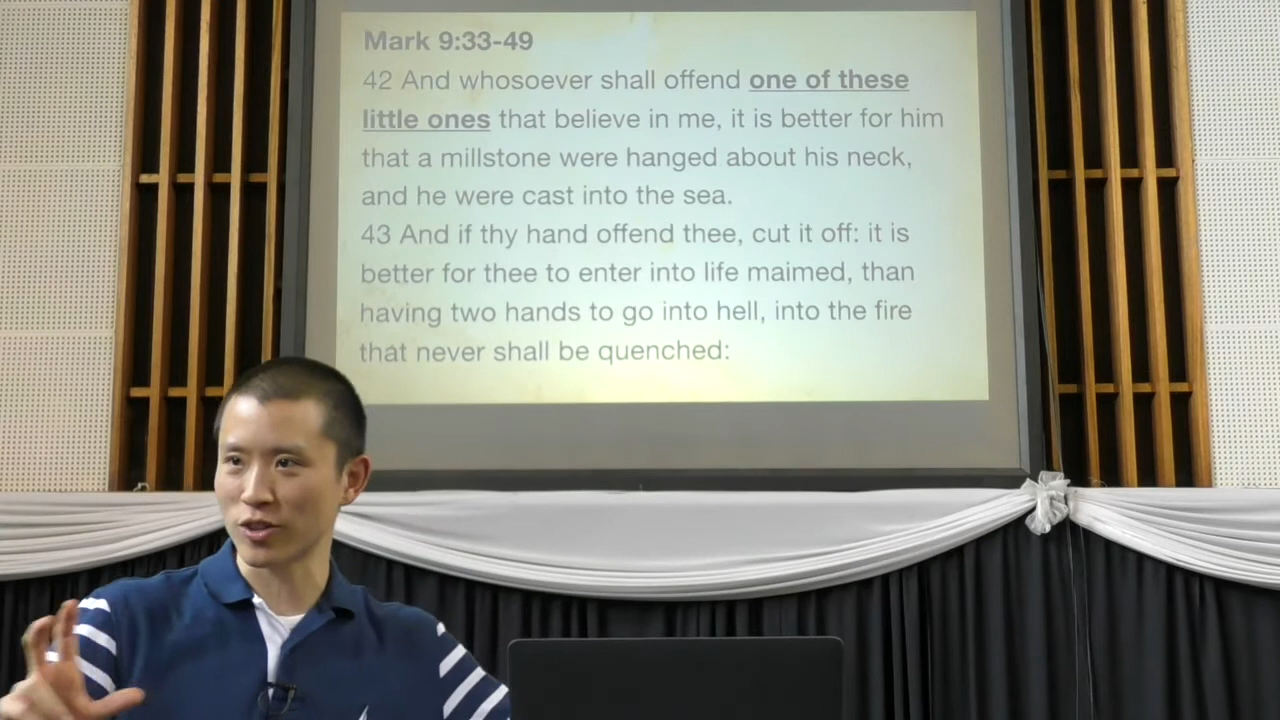 Mark 9:33-49
42 And whosoever shall offend one of these
little ones that believe in me, it is better for him
that a millstone were hanged about his neck,
and he were cast into the sea.
43 And if thy hand offend thee, cut it off: it is
better for thee to enter into life maimed, than
having two hands to go into hell, into the fire
that never shall be quenched: